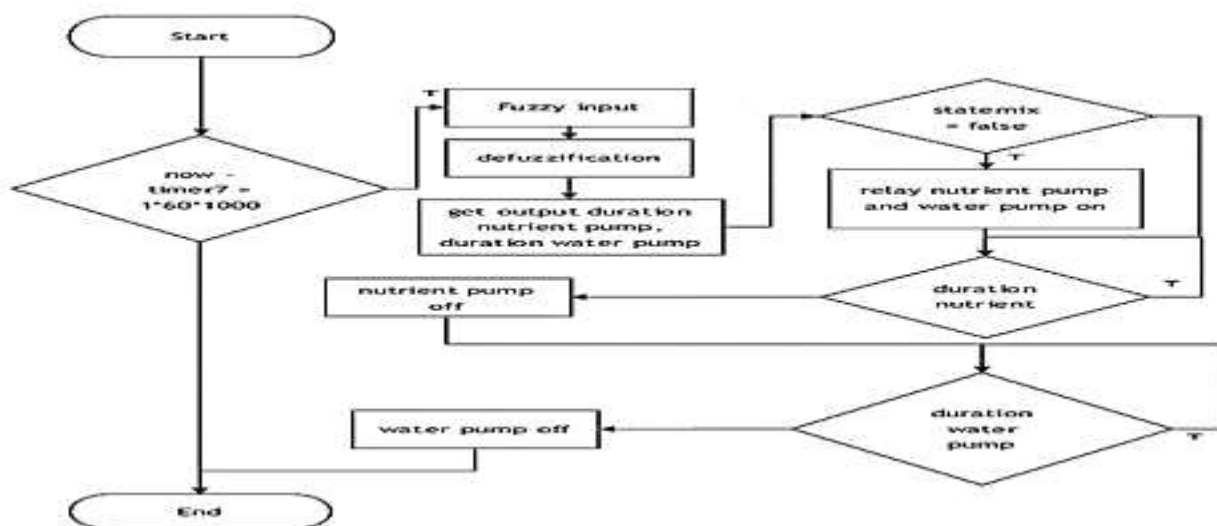 Start
now -
timer7 =
1*60*1000
T
Fuzzy input
defuzzification
get output duration
nutrient pump,
duration water pump
statemix
= false
T
relay nutrient pump
and water pump on
duration
nutrient
T
nutrient pump
off
duration
water
pump
T
water pump off
End